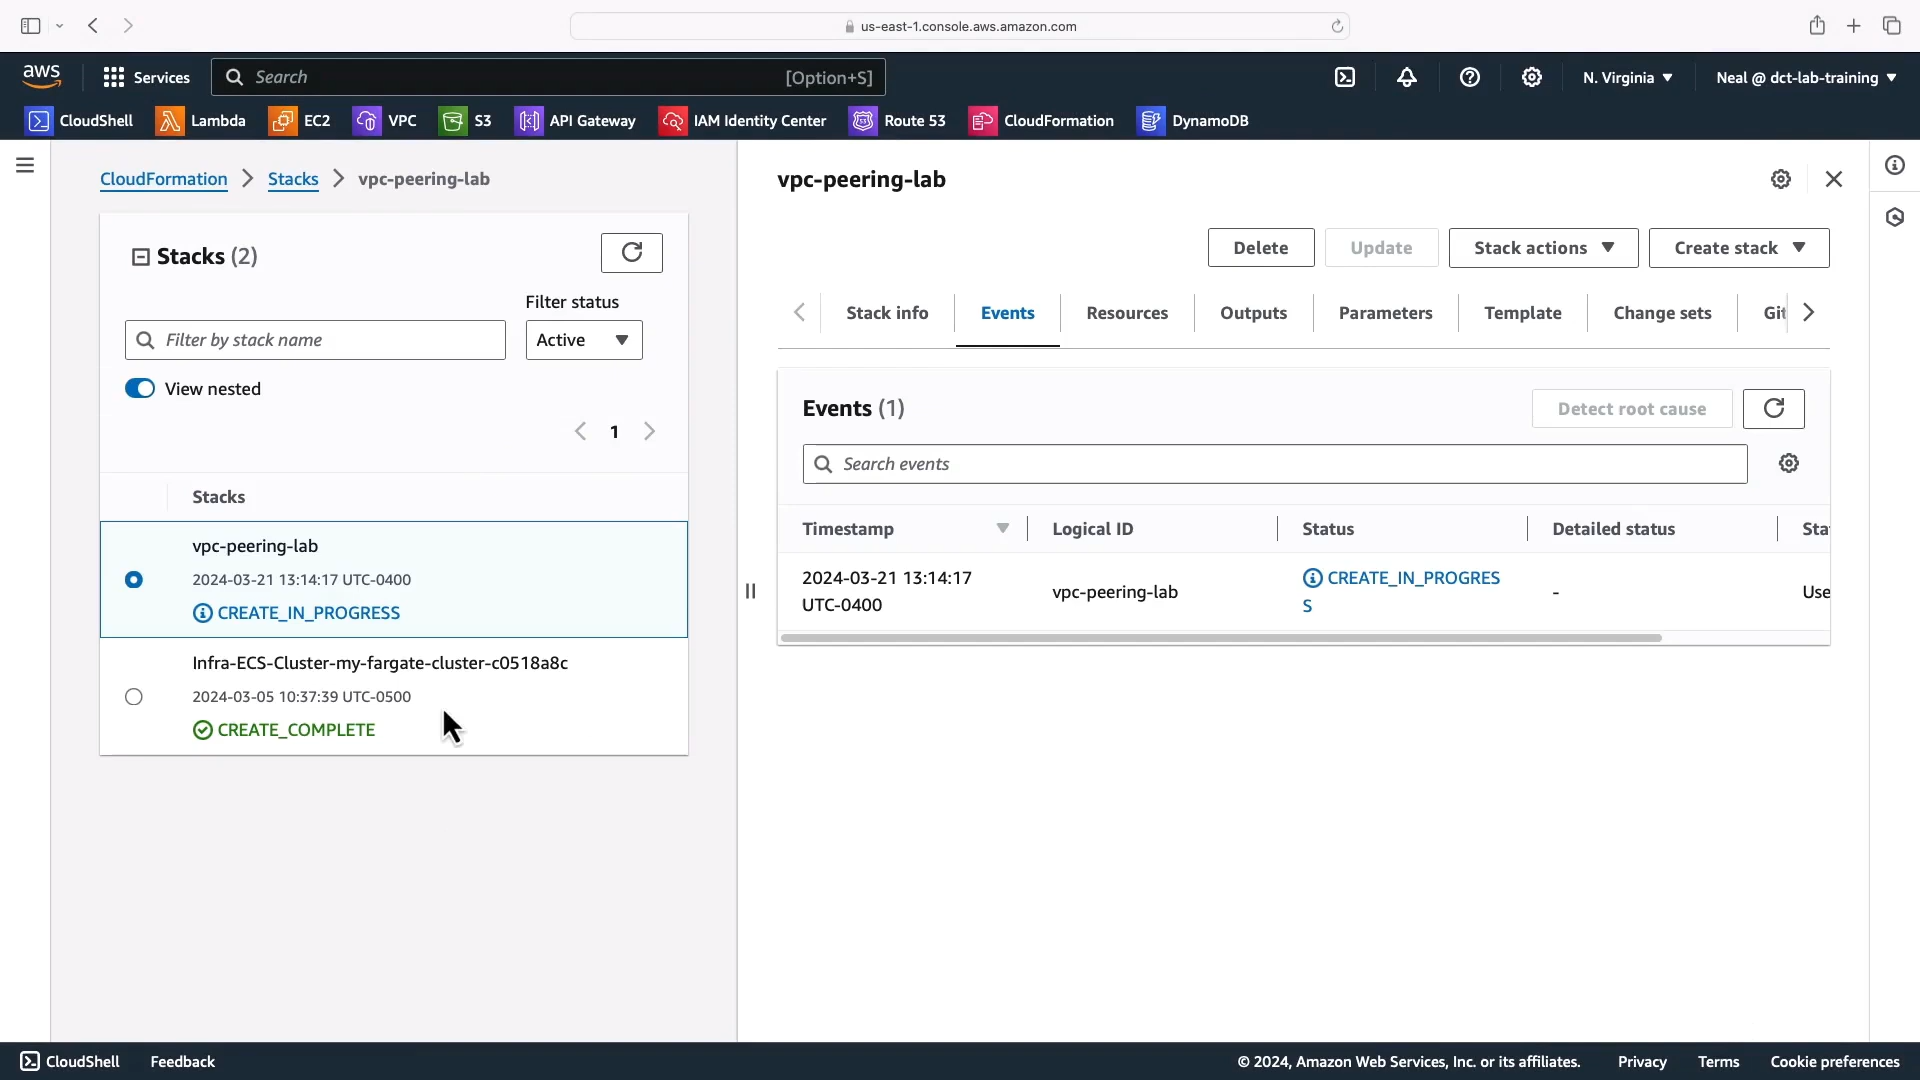 us-east-1.console.aws.amazon.com
aws
Services
Search
[Option+S]
N. Virginia
Neal @ dct-lab-training
CloudShell
Lambda
EC2
VPC
S3
API Gateway
IAM Identity Center
Route 53
CloudFormation
DynamoDB
CloudFormation
Stacks
vpc-peering-lab
Stacks (2)
Filter status
Filter by stack name
Active
View nested
1
Stacks
vpc-peering-lab
2024-03-21 13:14:17 UTC-0400
CREATE_IN_PROGRESS
Infra-ECS-Cluster-my-fargate-cluster-c0518a8c
2024-03-05 10:37:39 UTC-0500
CREATE_COMPLETE
vpc-peering-lab
Delete
Update
Stack actions
Create stack
Stack info
Events
Resources
Outputs
Parameters
Template
Change sets
Git
Events (1)
Detect root cause
Search events
Timestamp
Logical ID
Status
Detailed status
Sta
2024-03-21 13:14:17
UTC-0400
vpc-peering-lab
CREATE_IN_PROGRES
S
-
Use
CloudShell
Feedback
© 2024, Amazon Web Services, Inc. or its affiliates.
Privacy
Terms
Cookie preferences